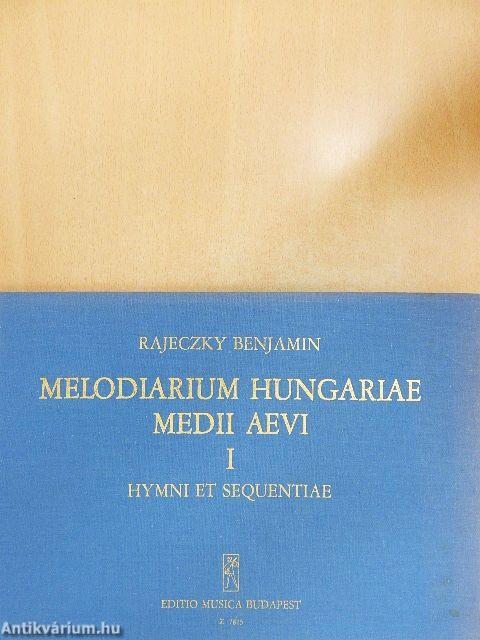 RAJECZKY BENJAMIN
MELODIARIUM HUNGARIAE
MEDII AEVI
I
HYMNI ET SEQUENTIAE
EDITIO MUSICA BUDAPEST
Antikvárium.hu